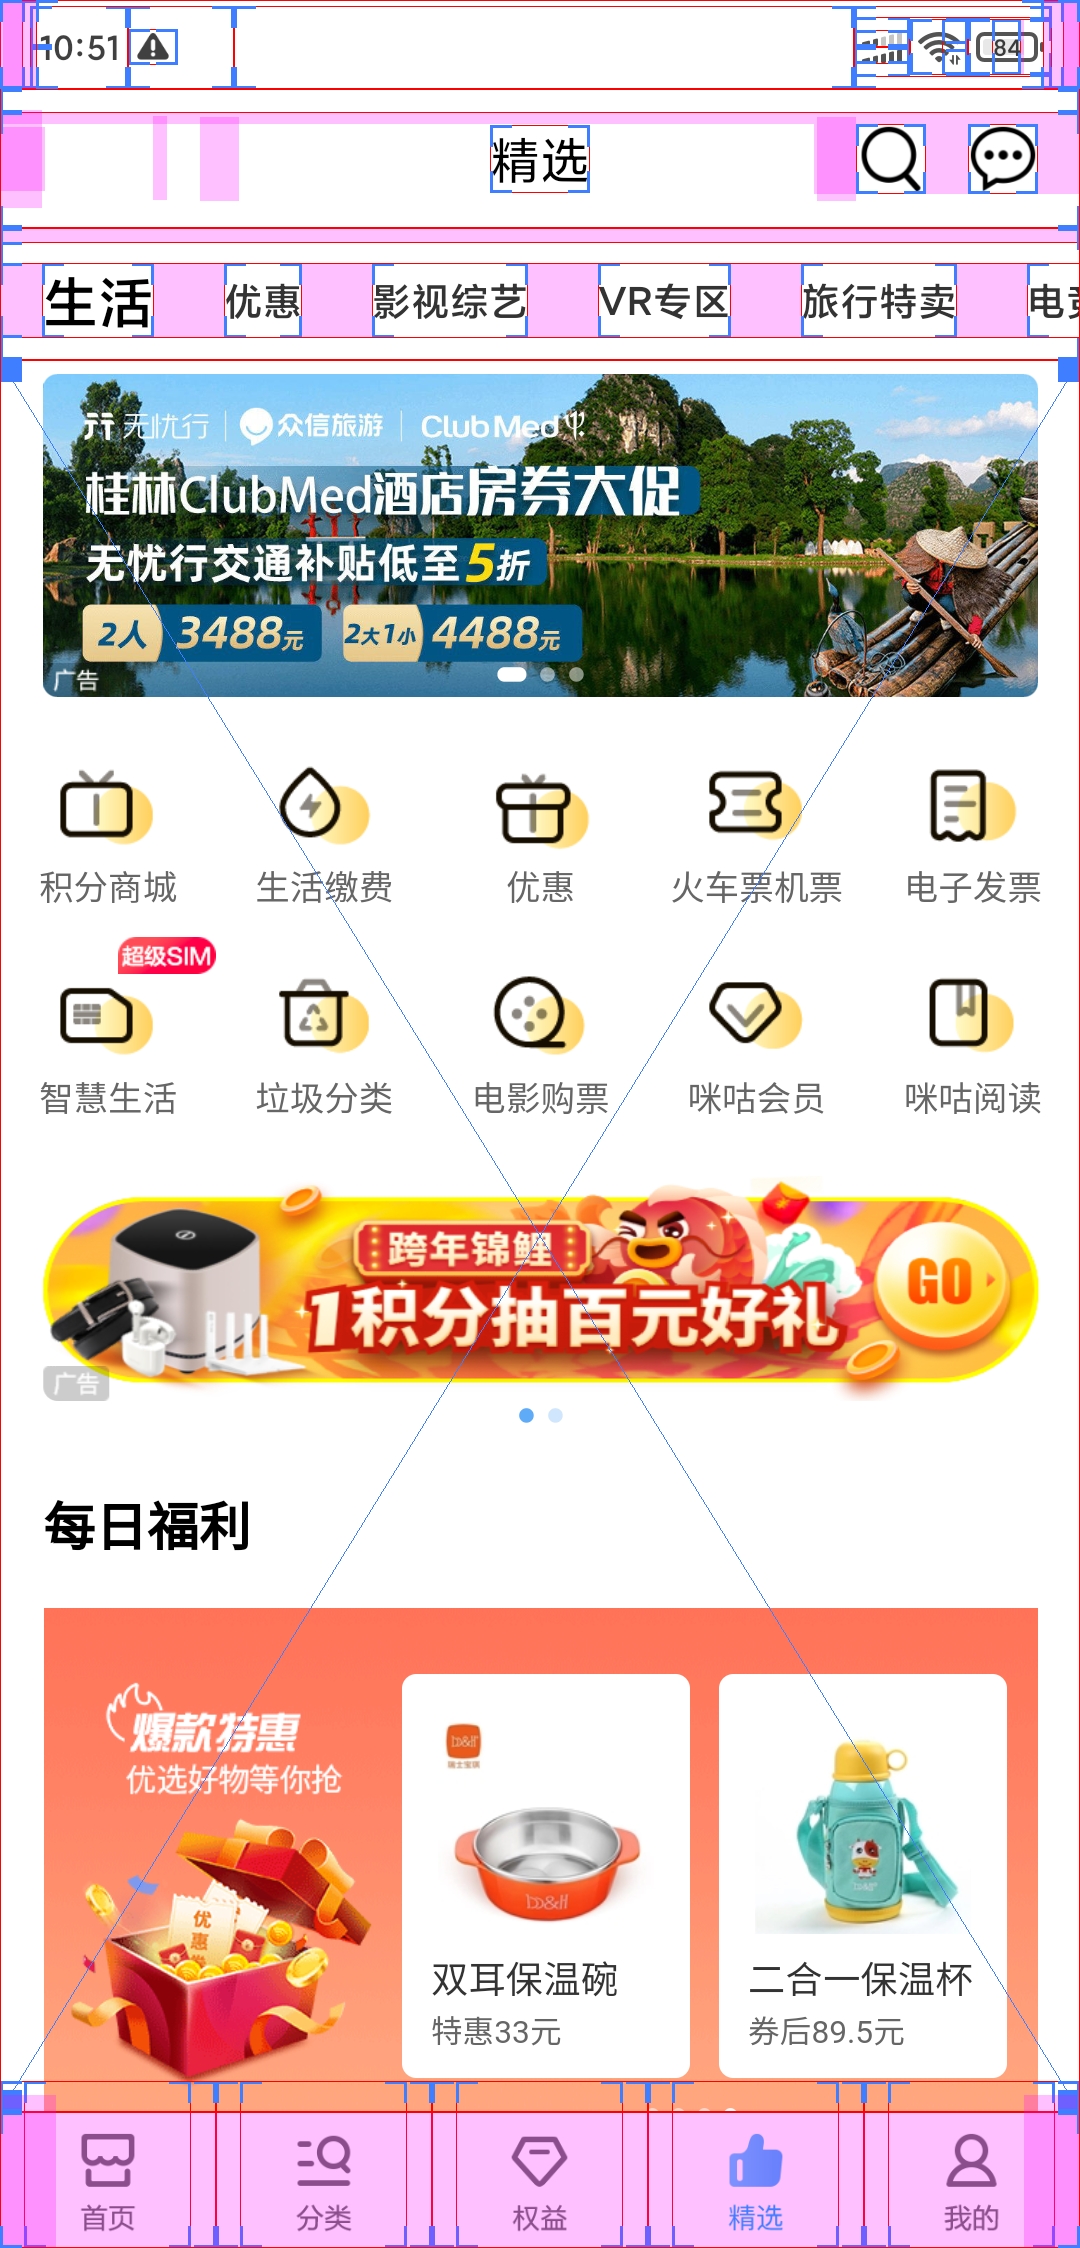 10:51
84
精选
生活 优惠 影视综艺 VR专区 旅行特卖
无忧行 众信旅游 Club Med
桂林ClubMed酒店房券大促
无忧行交通补贴低至5折
2人 3488元 2大1小 4488元
广告
积分商城 生活缴费 优惠 火车票机票 电子发票
超级SIM
智慧生活 垃圾分类 电影购票 咪咕会员 咪咕阅读
跨年锦鲤
1积分抽百元好礼
GO
广告
每日福利
爆款特惠
优选好物等你抢
优惠
双耳保温碗
特惠33元
二合一保温杯
券后89.5元
首页 分类 权益 精选 我的